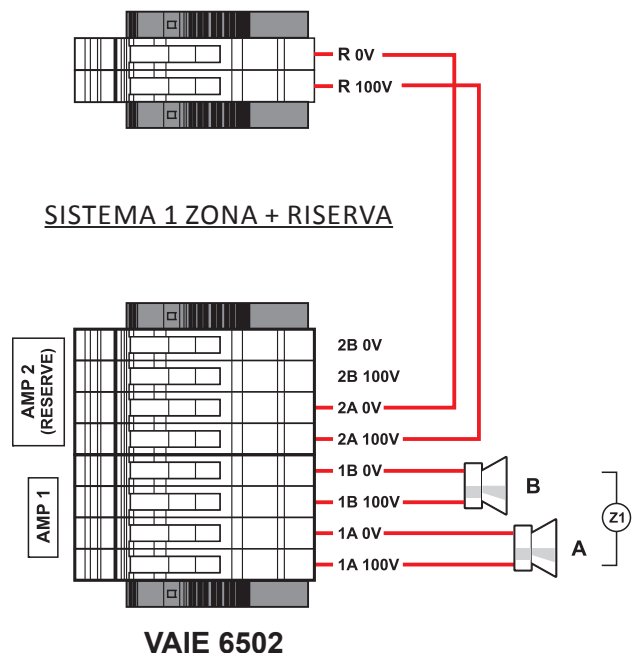 R 0V
R 100V
SISTEMA 1 ZONA + RISERVA
AMP 2
(RESERVE)
2B 0V
2B 100V
2A 0V
2A 100V
AMP 1
1B 0V
1B 100V
B
1A 0V
1A 100V
A
Z1
VAIE 6502